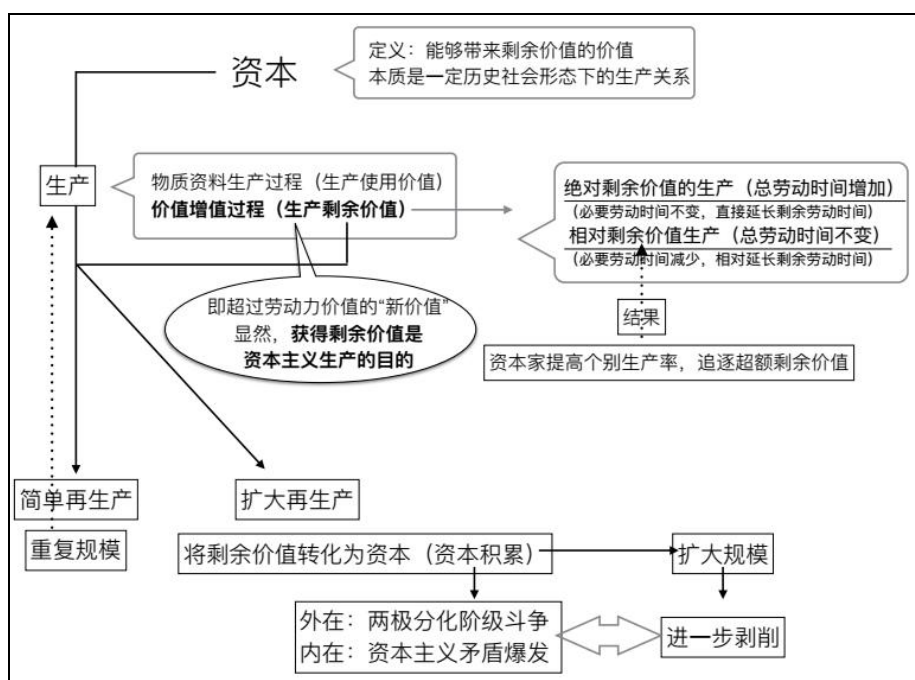 资本
定义：能够带来剩余价值的价值
本质是一定历史社会形态下的生产关系
生产
物质资料生产过程（生产使用价值）
价值增值过程（生产剩余价值）
绝对剩余价值的生产（总劳动时间增加）
（必要劳动时间不变，直接延长剩余劳动时间）
相对剩余价值生产（总劳动时间不变）
（必要劳动时间减少，相对延长剩余劳动时间）
即超过劳动力价值的“新价值”
显然，获得剩余价值是
资本主义生产的目的
结果
资本家提高个别生产率，追逐超额剩余价值
简单再生产
重复规模
扩大再生产
将剩余价值转化为资本（资本积累）
扩大规模
外在：两极分化阶级斗争
内在：资本主义矛盾爆发
进一步剥削